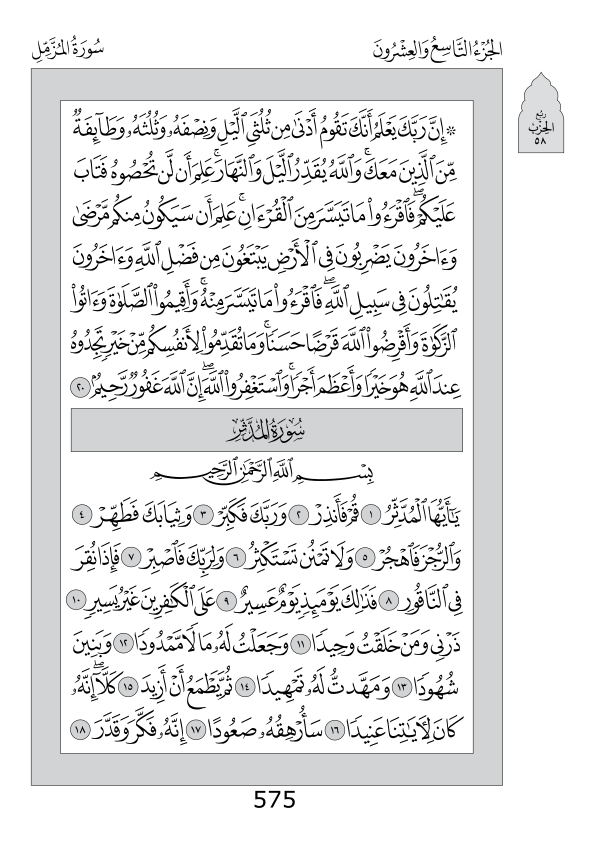 الجُزْءُ التَّاسِعُ وَالعِشْرُونَ
سُورَةُ المُزَّمِّلِ
رُبْع
الحِزْب
٥٨
* إِنَّ رَبَّكَ يَعْلَمُ أَنَّكَ تَقُومُ أَدْنَىٰ مِن ثُلُثَيِ ٱلَّيْلِ وَنِصْفَهُۥ وَثُلُثَهُۥ وَطَآئِفَةٌ
مِّنَ ٱلَّذِينَ مَعَكَۚ وَٱللَّهُ يُقَدِّرُ ٱلَّيْلَ وَٱلنَّهَارَۚ عَلِمَ أَن لَّن تُحْصُوهُ فَتَابَ
عَلَيْكُمْۖ فَٱقْرَءُوا۟ مَا تَيَسَّرَ مِنَ ٱلْقُرْءَانِۚ عَلِمَ أَن سَيَكُونُ مِنكُم مَّرْضَىٰ
وَءَاخَرُونَ يَضْرِبُونَ فِى ٱلْأَرْضِ يَبْتَغُونَ مِن فَضْلِ ٱللَّهِ وَءَاخَرُونَ
يُقَٰتِلُونَ فِى سَبِيلِ ٱللَّهِۖ فَٱقْرَءُوا۟ مَا تَيَسَّرَ مِنْهُۚ وَأَقِيمُوا۟ ٱلصَّلَوٰةَ وَءَاتُوا۟
ٱلزَّكَوٰةَ وَأَقْرِضُوا۟ ٱللَّهَ قَرْضًا حَسَنًاۚ وَمَا تُقَدِّمُوا۟ لِأَنفُسِكُم مِّنْ خَيْرٍ تَجِدُوهُ
عِندَ ٱللَّهِ هُوَ خَيْرًا وَأَعْظَمَ أَجْرًاۚ وَٱسْتَغْفِرُوا۟ ٱللَّهَۖ إِنَّ ٱللَّهَ غَفُورٌ رَّحِيمٌۢ ٢٠
سُورَةُ المُدَّثِّرِ
بِسْمِ ٱللَّهِ ٱلرَّحْمَٰنِ ٱلرَّحِيمِ
يَٰٓأَيُّهَا ٱلْمُدَّثِّرُ ١ قُمْ فَأَنذِرْ ٢ وَرَبَّكَ فَكَبِّرْ ٣ وَثِيَابَكَ فَطَهِّرْ ٤
وَٱلرُّجْزَ فَٱهْجُرْ ٥ وَلَا تَمْنُن تَسْتَكْثِرُ ٦ وَلِرَبِّكَ فَٱصْبِرْ ٧ فَإِذَا نُقِرَ
فِى ٱلنَّاقُورِ ٨ فَذَٰلِكَ يَوْمَئِذٍ يَوْمٌ عَسِيرٌ ٩ عَلَى ٱلْكَٰفِرِينَ غَيْرُ يَسِيرٍ ١٠
ذَرْنِى وَمَنْ خَلَقْتُ وَحِيدًا ١١ وَجَعَلْتُ لَهُۥ مَالًا مَّمْدُودًا ١٢ وَبَنِينَ
شُهُودًا ١٣ وَمَهَّدتُّ لَهُۥ تَمْهِيدًا ١٤ ثُمَّ يَطْمَعُ أَنْ أَزِيدَ ١٥ كَلَّآۖ إِنَّهُۥ
كَانَ لِءَايَٰتِنَا عَنِيدًا ١٦ سَأُرْهِقُهُۥ صَعُودًا ١٧ إِنَّهُۥ فَكَّرَ وَقَدَّرَ ١٨
575